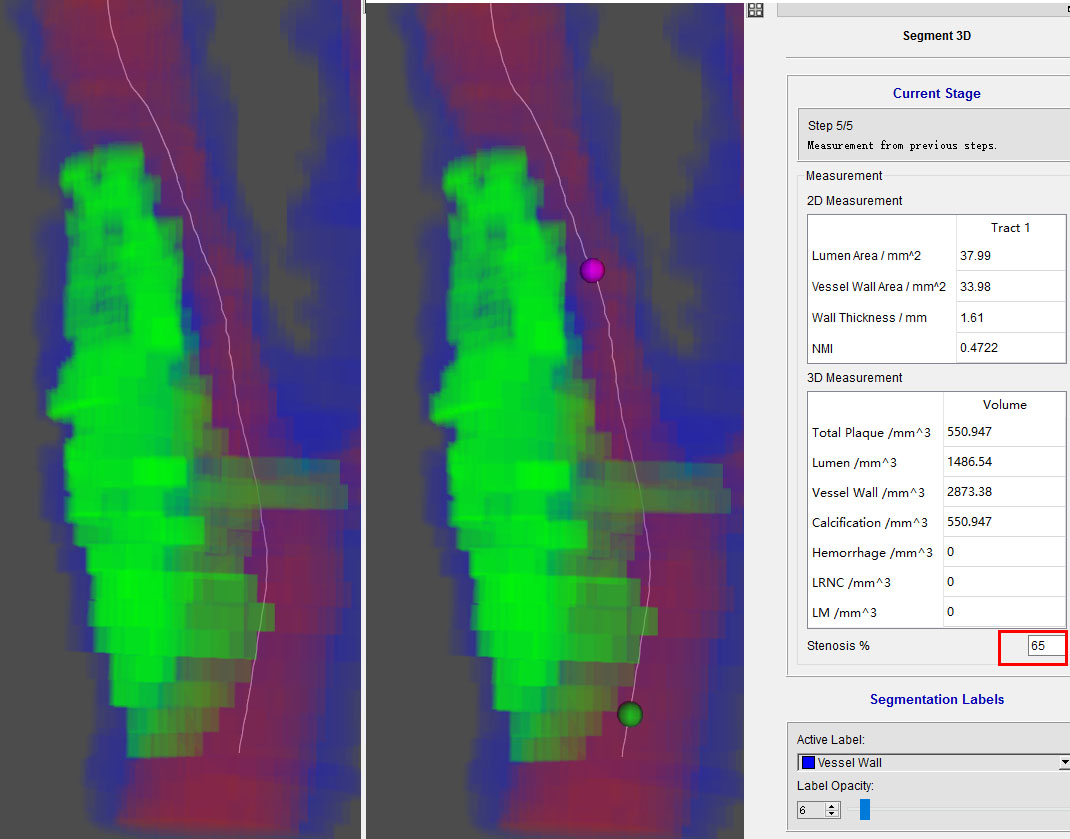 Segment 3D
Current Stage
Step 5/5
Measurement from previous steps.
Measurement
2D Measurement
Tract 1
Lumen Area / mm^2 37.99
Vessel Wall Area / mm^2 33.98
Wall Thickness / mm 1.61
NMI 0.4722
3D Measurement
Volume
Total Plaque /mm^3 550.947
Lumen /mm^3 1486.54
Vessel Wall /mm^3 2873.38
Calcification /mm^3 550.947
Hemorrhage /mm^3 0
LRNC /mm^3 0
LM /mm^3 0
Stenosis % 65
Segmentation Labels
Active Label:
Vessel Wall
Label Opacity:
6